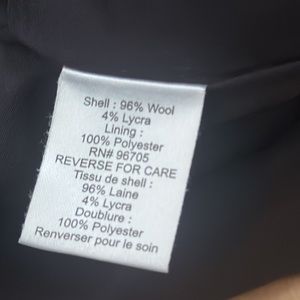 Shell : 96% Wool
4% Lycra
Lining :
100% Polyester
RN# 96705
REVERSE FOR CARE
Tissu de shell :
96% Laine
4% Lycra
Doublure :
100% Polyester
Renverser pour le soin